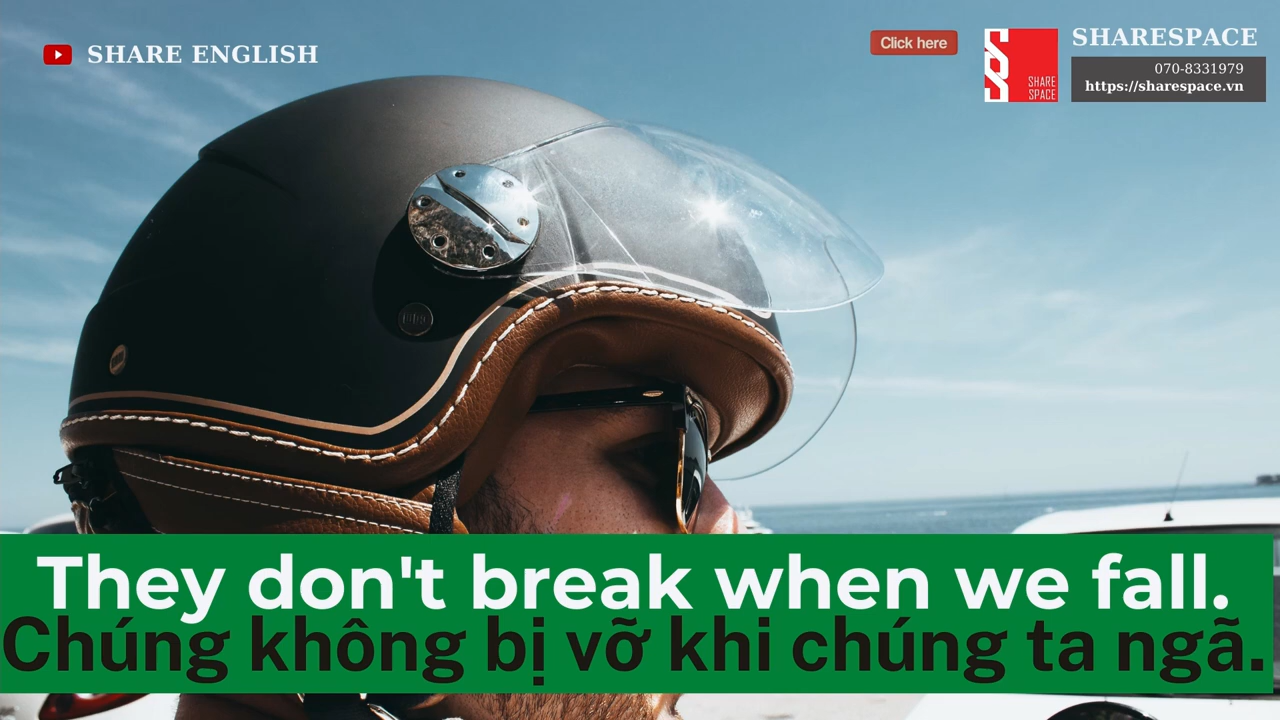 SHARE ENGLISH
Click here
SHARE
SPACE
SHARESPACE
070-8331979
https://sharespace.vn
They don't break when we fall.
Chúng không bị vỡ khi chúng ta ngã.